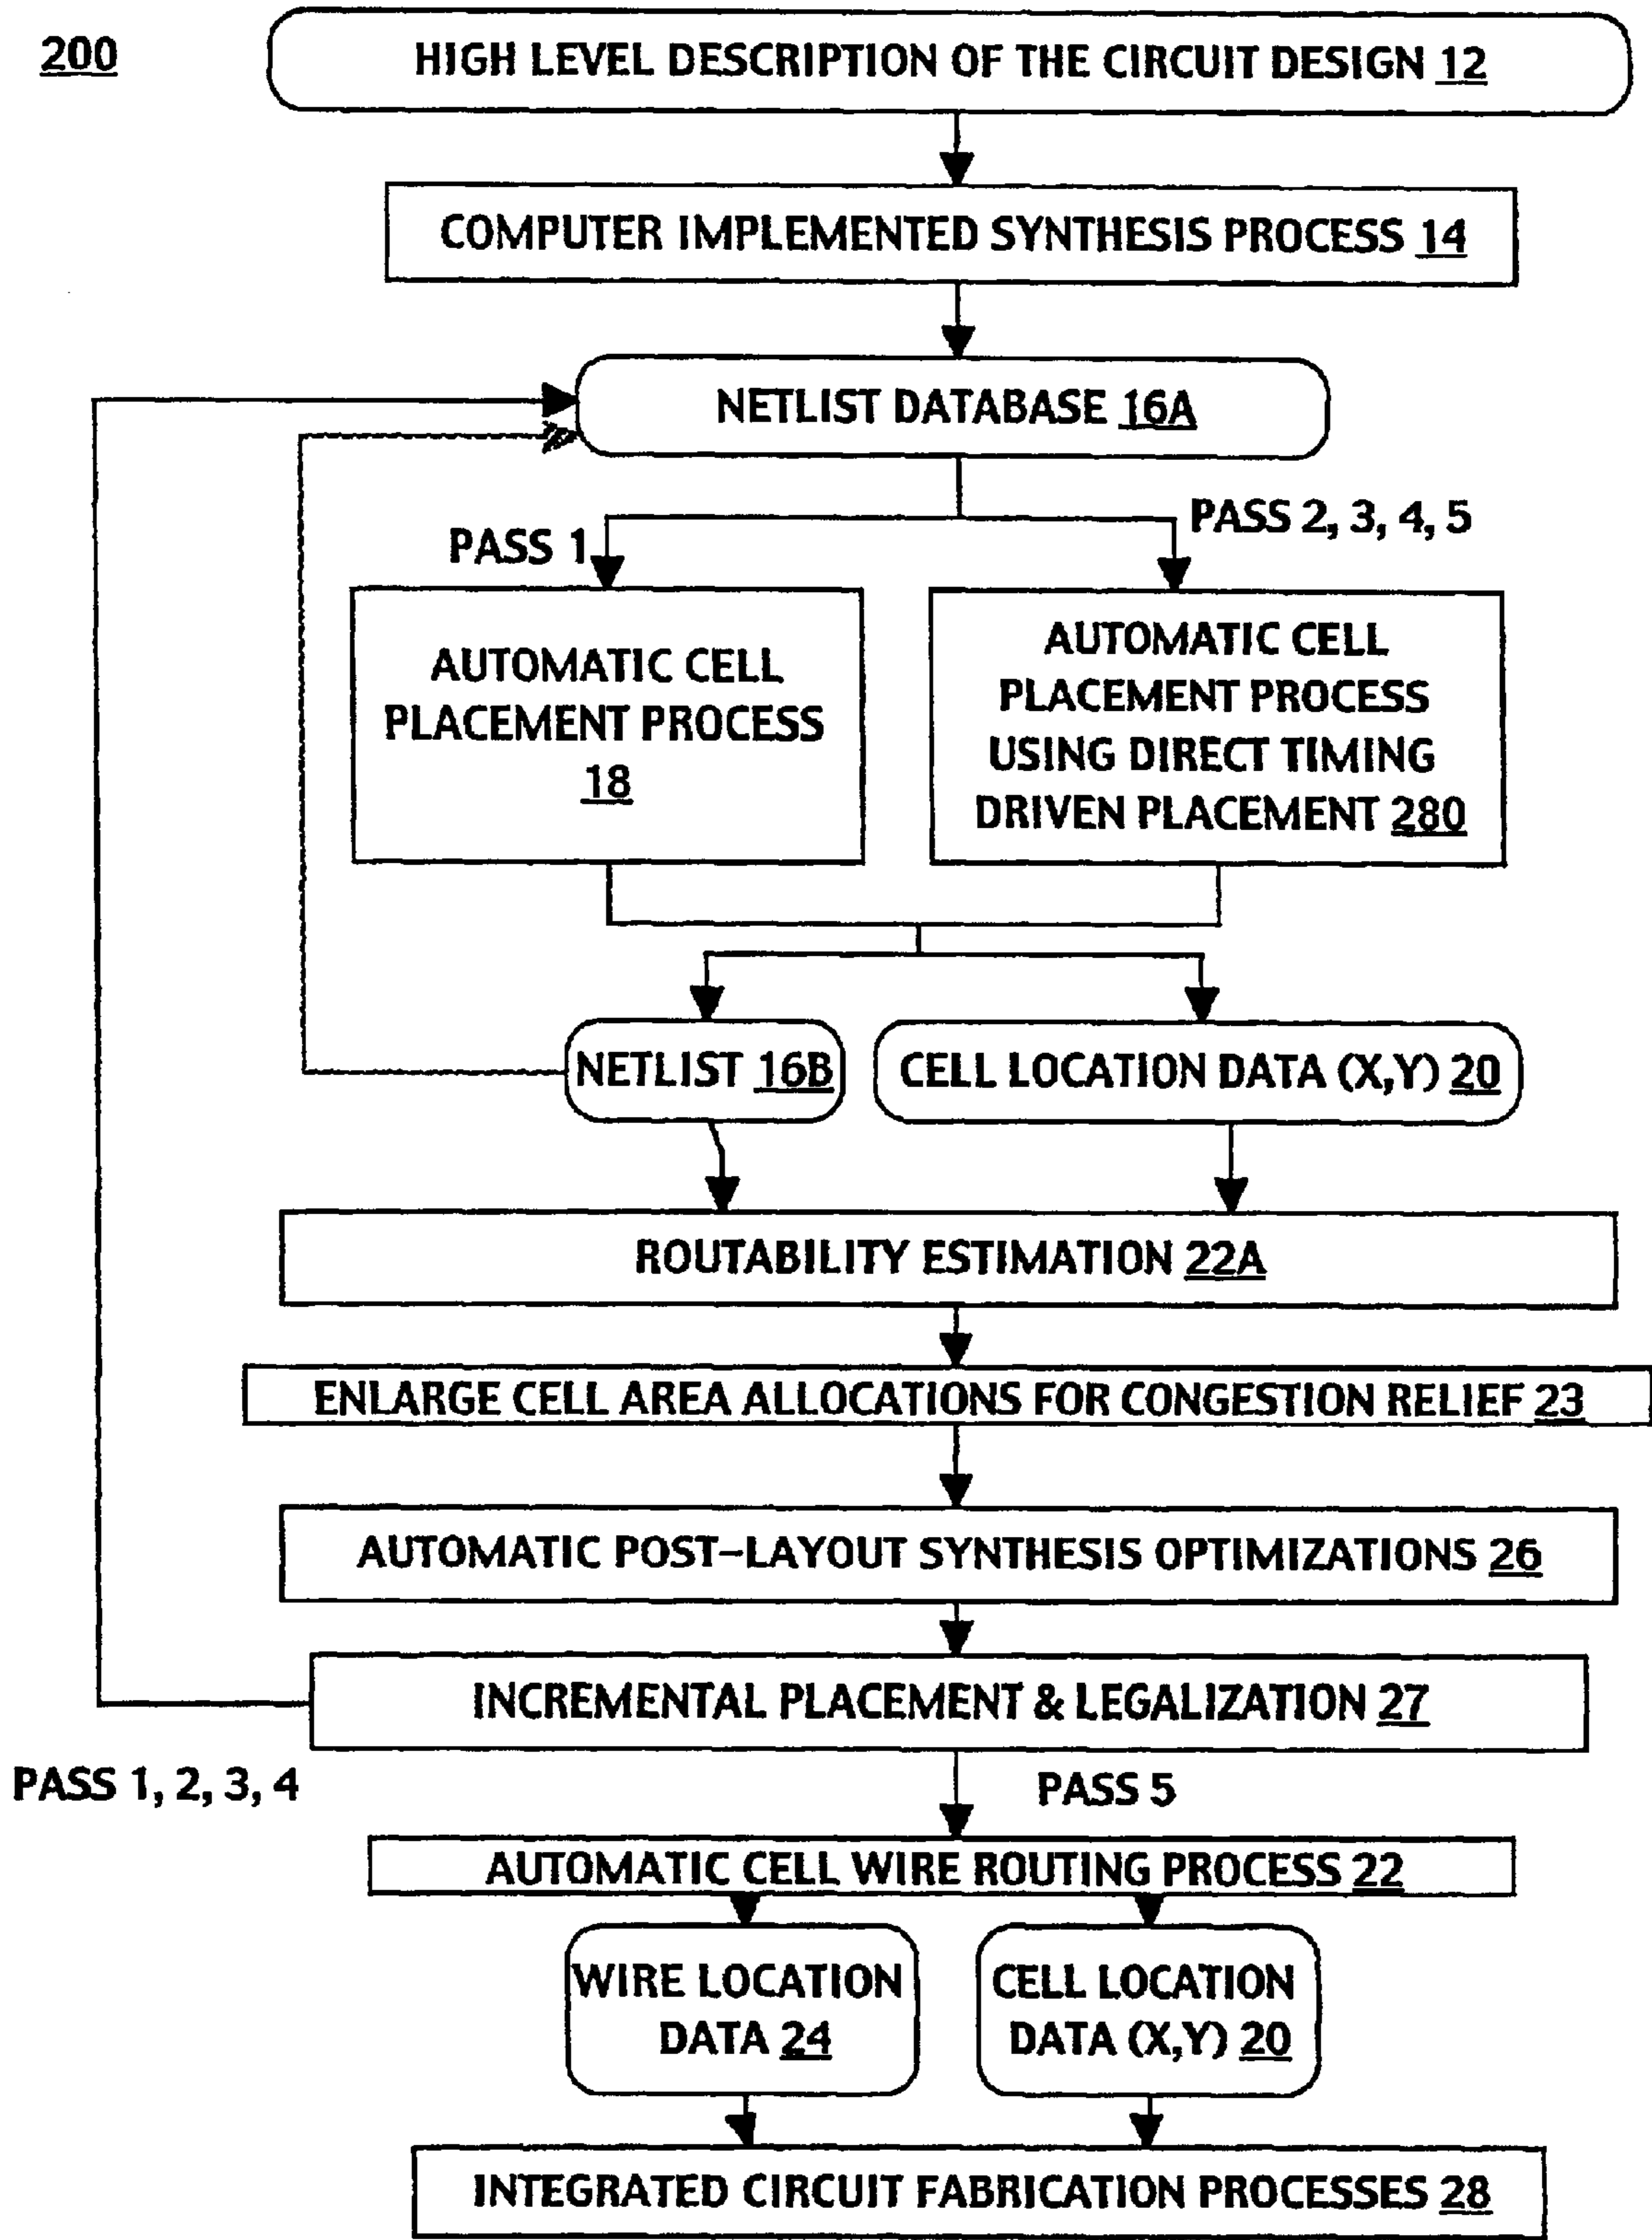 200
HIGH LEVEL DESCRIPTION OF THE CIRCUIT DESIGN 12
COMPUTER IMPLEMENTED SYNTHESIS PROCESS 14
NETLIST DATABASE 16A
PASS 1
PASS 2, 3, 4, 5
AUTOMATIC CELL
PLACEMENT PROCESS
18
AUTOMATIC CELL
PLACEMENT PROCESS
USING DIRECT TIMING
DRIVEN PLACEMENT 280
NETLIST 16B
CELL LOCATION DATA (X,Y) 20
ROUTABILITY ESTIMATION 22A
ENLARGE CELL AREA ALLOCATIONS FOR CONGESTION RELIEF 23
AUTOMATIC POST-LAYOUT SYNTHESIS OPTIMIZATIONS 26
INCREMENTAL PLACEMENT & LEGALIZATION 27
PASS 1, 2, 3, 4
PASS 5
AUTOMATIC CELL WIRE ROUTING PROCESS 22
WIRE LOCATION
DATA 24
CELL LOCATION
DATA (X,Y) 20
INTEGRATED CIRCUIT FABRICATION PROCESSES 28